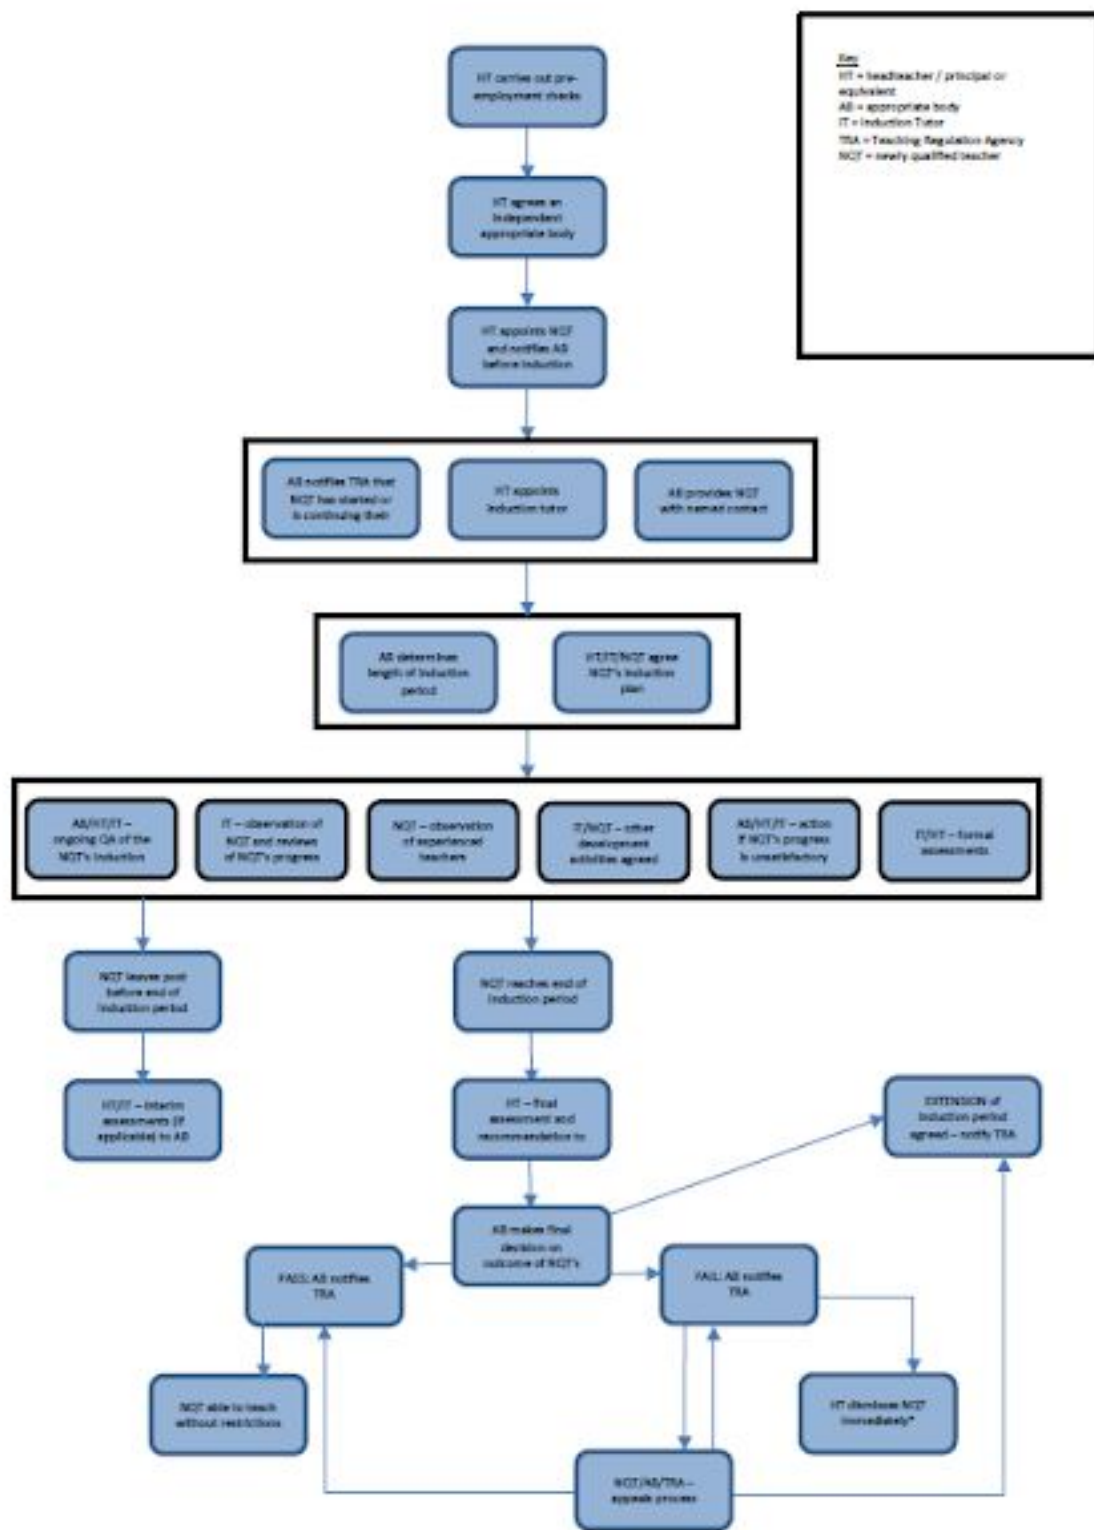 HT carries out pre-
employment checks
Key
HT = headteacher / principal or
equivalent
AB = appropriate body
IT = Induction Tutor
TRA = Teaching Regulation Agency
NQT = newly qualified teacher
HT agrees an
independent
appropriate body
HT appoints NQT
and notifies AB
before induction
AB notifies TRA that
NQT has started or
is continuing their
HT appoints
induction tutor
AB provides NQT
with named contact
AB determines
length of induction
period
HT/IT/NQT agree
NQT's induction
plan
AB/HT/IT –
ongoing QA of the
NQT's induction
IT – observation of
NQT and reviews
of NQT's progress
NQT – observation
of experienced
teachers
IT/NQT – other
development
activities agreed
AB/HT/IT – action
if NQT's progress
is unsatisfactory
IT/HT – formal
assessments
NQT leaves post
before end of
induction period
NQT reaches end of
induction period
HT/IT – interim
assessments (if
applicable) to AB
HT – final
assessment and
recommendation to
EXTENSION of
induction period
agreed – notify TRA
AB makes final
decision on
outcome of NQT's
PASS: AB notifies
TRA
FAIL: AB notifies
TRA
NQT able to teach
without restrictions
HT dismisses NQT
immediately*
NQT/AB/TRA –
appeals process